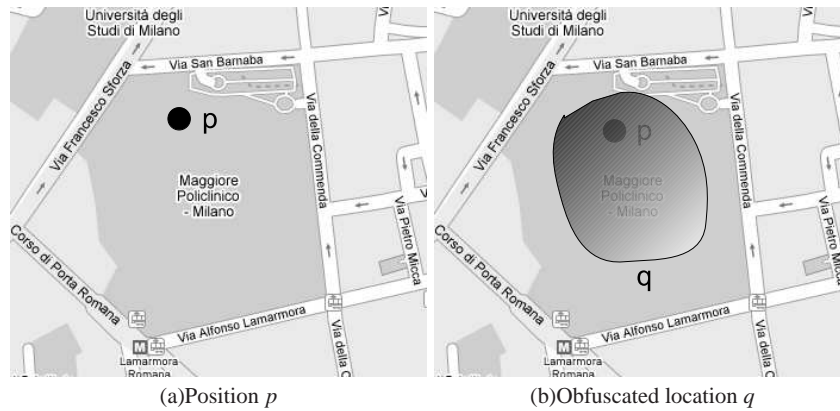 Università degli
Studi di Milano
Via San Barnaba
Via Francesco Sforza
p
Via della Commenda
Maggiore
Policlinico
- Milano
Via Pietro Micca
Corso di Porta Romana
Via Alfonso Lamarmora
M
Lamarmora
Romana
Via della C
(a)Position p
Università degli
Studi di Milano
Via San Barnaba
Via Francesco Sforza
p
Via della Commenda
Maggiore
Policlinico
- Milano
q
Via Pietro Micca
Corso di Porta Romana
Via Alfonso Lamarmora
M
Lamarmora
Romana
Via della C
(b)Obfuscated location q